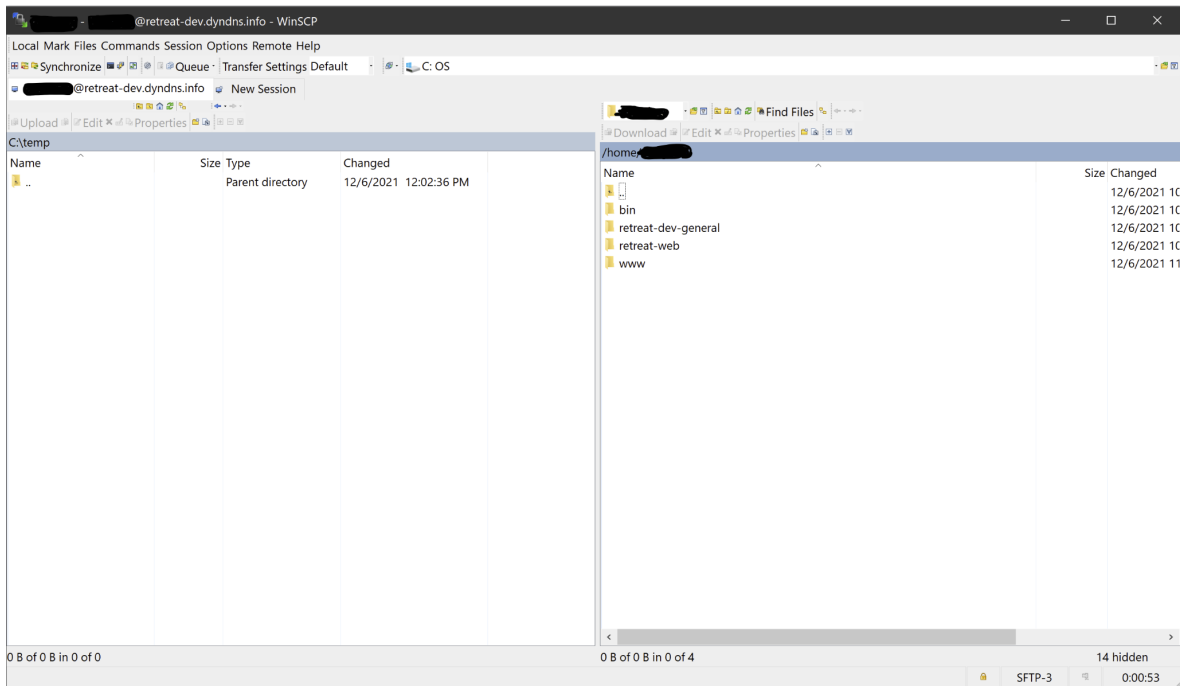 - @retreat-dev.dyndns.info - WinSCP
Local Mark Files Commands Session Options Remote Help
Synchronize Queue Transfer Settings Default C: OS
@retreat-dev.dyndns.info New Session
Find Files
Upload Edit Properties
Download Edit Properties
C:\temp
/home/
Name Size Type Changed
Name Size Changed
.. Parent directory 12/6/2021 12:02:36 PM
.. 12/6/2021 10
bin 12/6/2021 10
retreat-dev-general 12/6/2021 10
retreat-web 12/6/2021 10
www 12/6/2021 11
0 B of 0 B in 0 of 0
0 B of 0 B in 0 of 4 14 hidden
SFTP-3 0:00:53